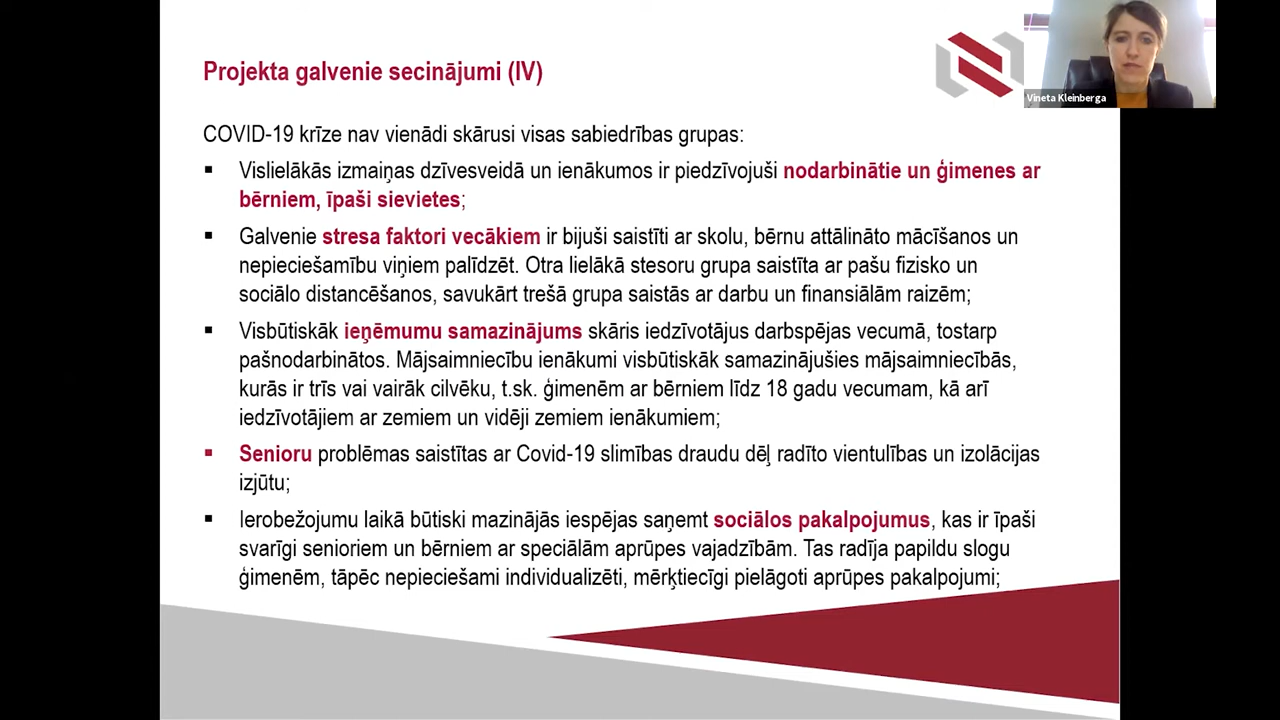 Projekta galvenie secinājumi (IV)
Vineta Kleinberga
COVID-19 krīze nav vienādi skārusi visas sabiedrības grupas:
▪ Vislielākās izmaiņas dzīvesveidā un ienākumos ir piedzīvojuši nodarbinātie un ģimenes ar
bērniem, īpaši sievietes;
▪ Galvenie stresa faktori vecākiem ir bijuši saistīti ar skolu, bērnu attālināto mācīšanos un
nepieciešamību viņiem palīdzēt. Otra lielākā stesoru grupa saistīta ar pašu fizisko un
sociālo distancēšanos, savukārt trešā grupa saistās ar darbu un finansiālām raizēm;
▪ Visbūtiskāk ieņēmumu samazinājums skāris iedzīvotājus darbspējas vecumā, tostarp
pašnodarbinātos. Mājsaimniecību ienākumi visbūtiskāk samazinājušies mājsaimniecībās,
kurās ir trīs vai vairāk cilvēku, t.sk. ģimenēm ar bērniem līdz 18 gadu vecumam, kā arī
iedzīvotājiem ar zemiem un vidēji zemiem ienākumiem;
▪ Senioru problēmas saistītas ar Covid-19 slimības draudu dēļ radīto vientulības un izolācijas
izjūtu;
▪ Ierobežojumu laikā būtiski mazinājās iespējas saņemt sociālos pakalpojumus, kas ir īpaši
svarīgi senioriem un bērniem ar speciālām aprūpes vajadzībām. Tas radīja papildu slogu
ģimenēm, tāpēc nepieciešami individualizēti, mērķtiecīgi pielāgoti aprūpes pakalpojumi;